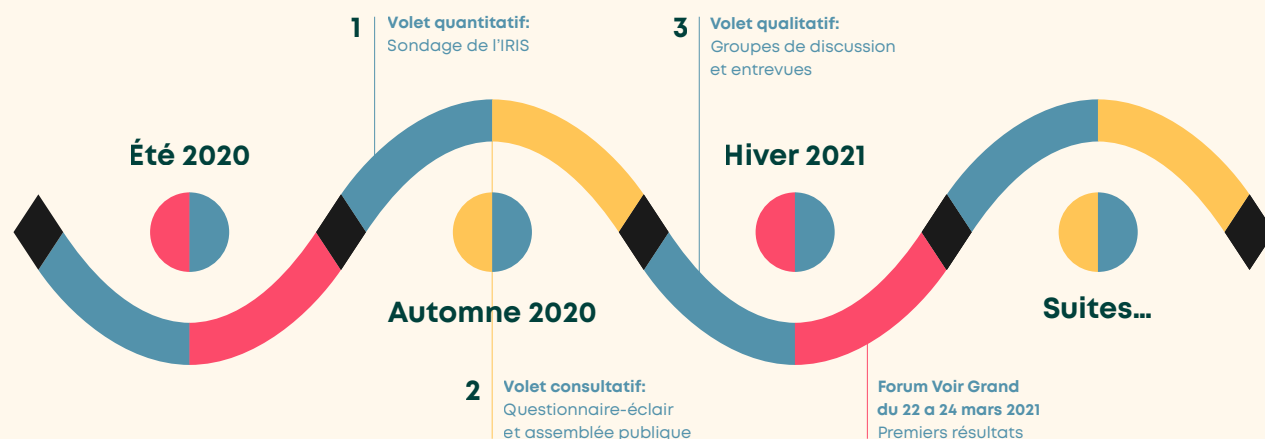 1
Volet quantitatif:
Sondage de l'IRIS
3
Volet qualitatif:
Groupes de discussion
et entrevues
Été 2020
Hiver 2021
Automne 2020
Suites...
2
Volet consultatif:
Questionnaire-éclair
et assemblée publique
Forum Voir Grand
du 22 a 24 mars 2021
Premiers résultats